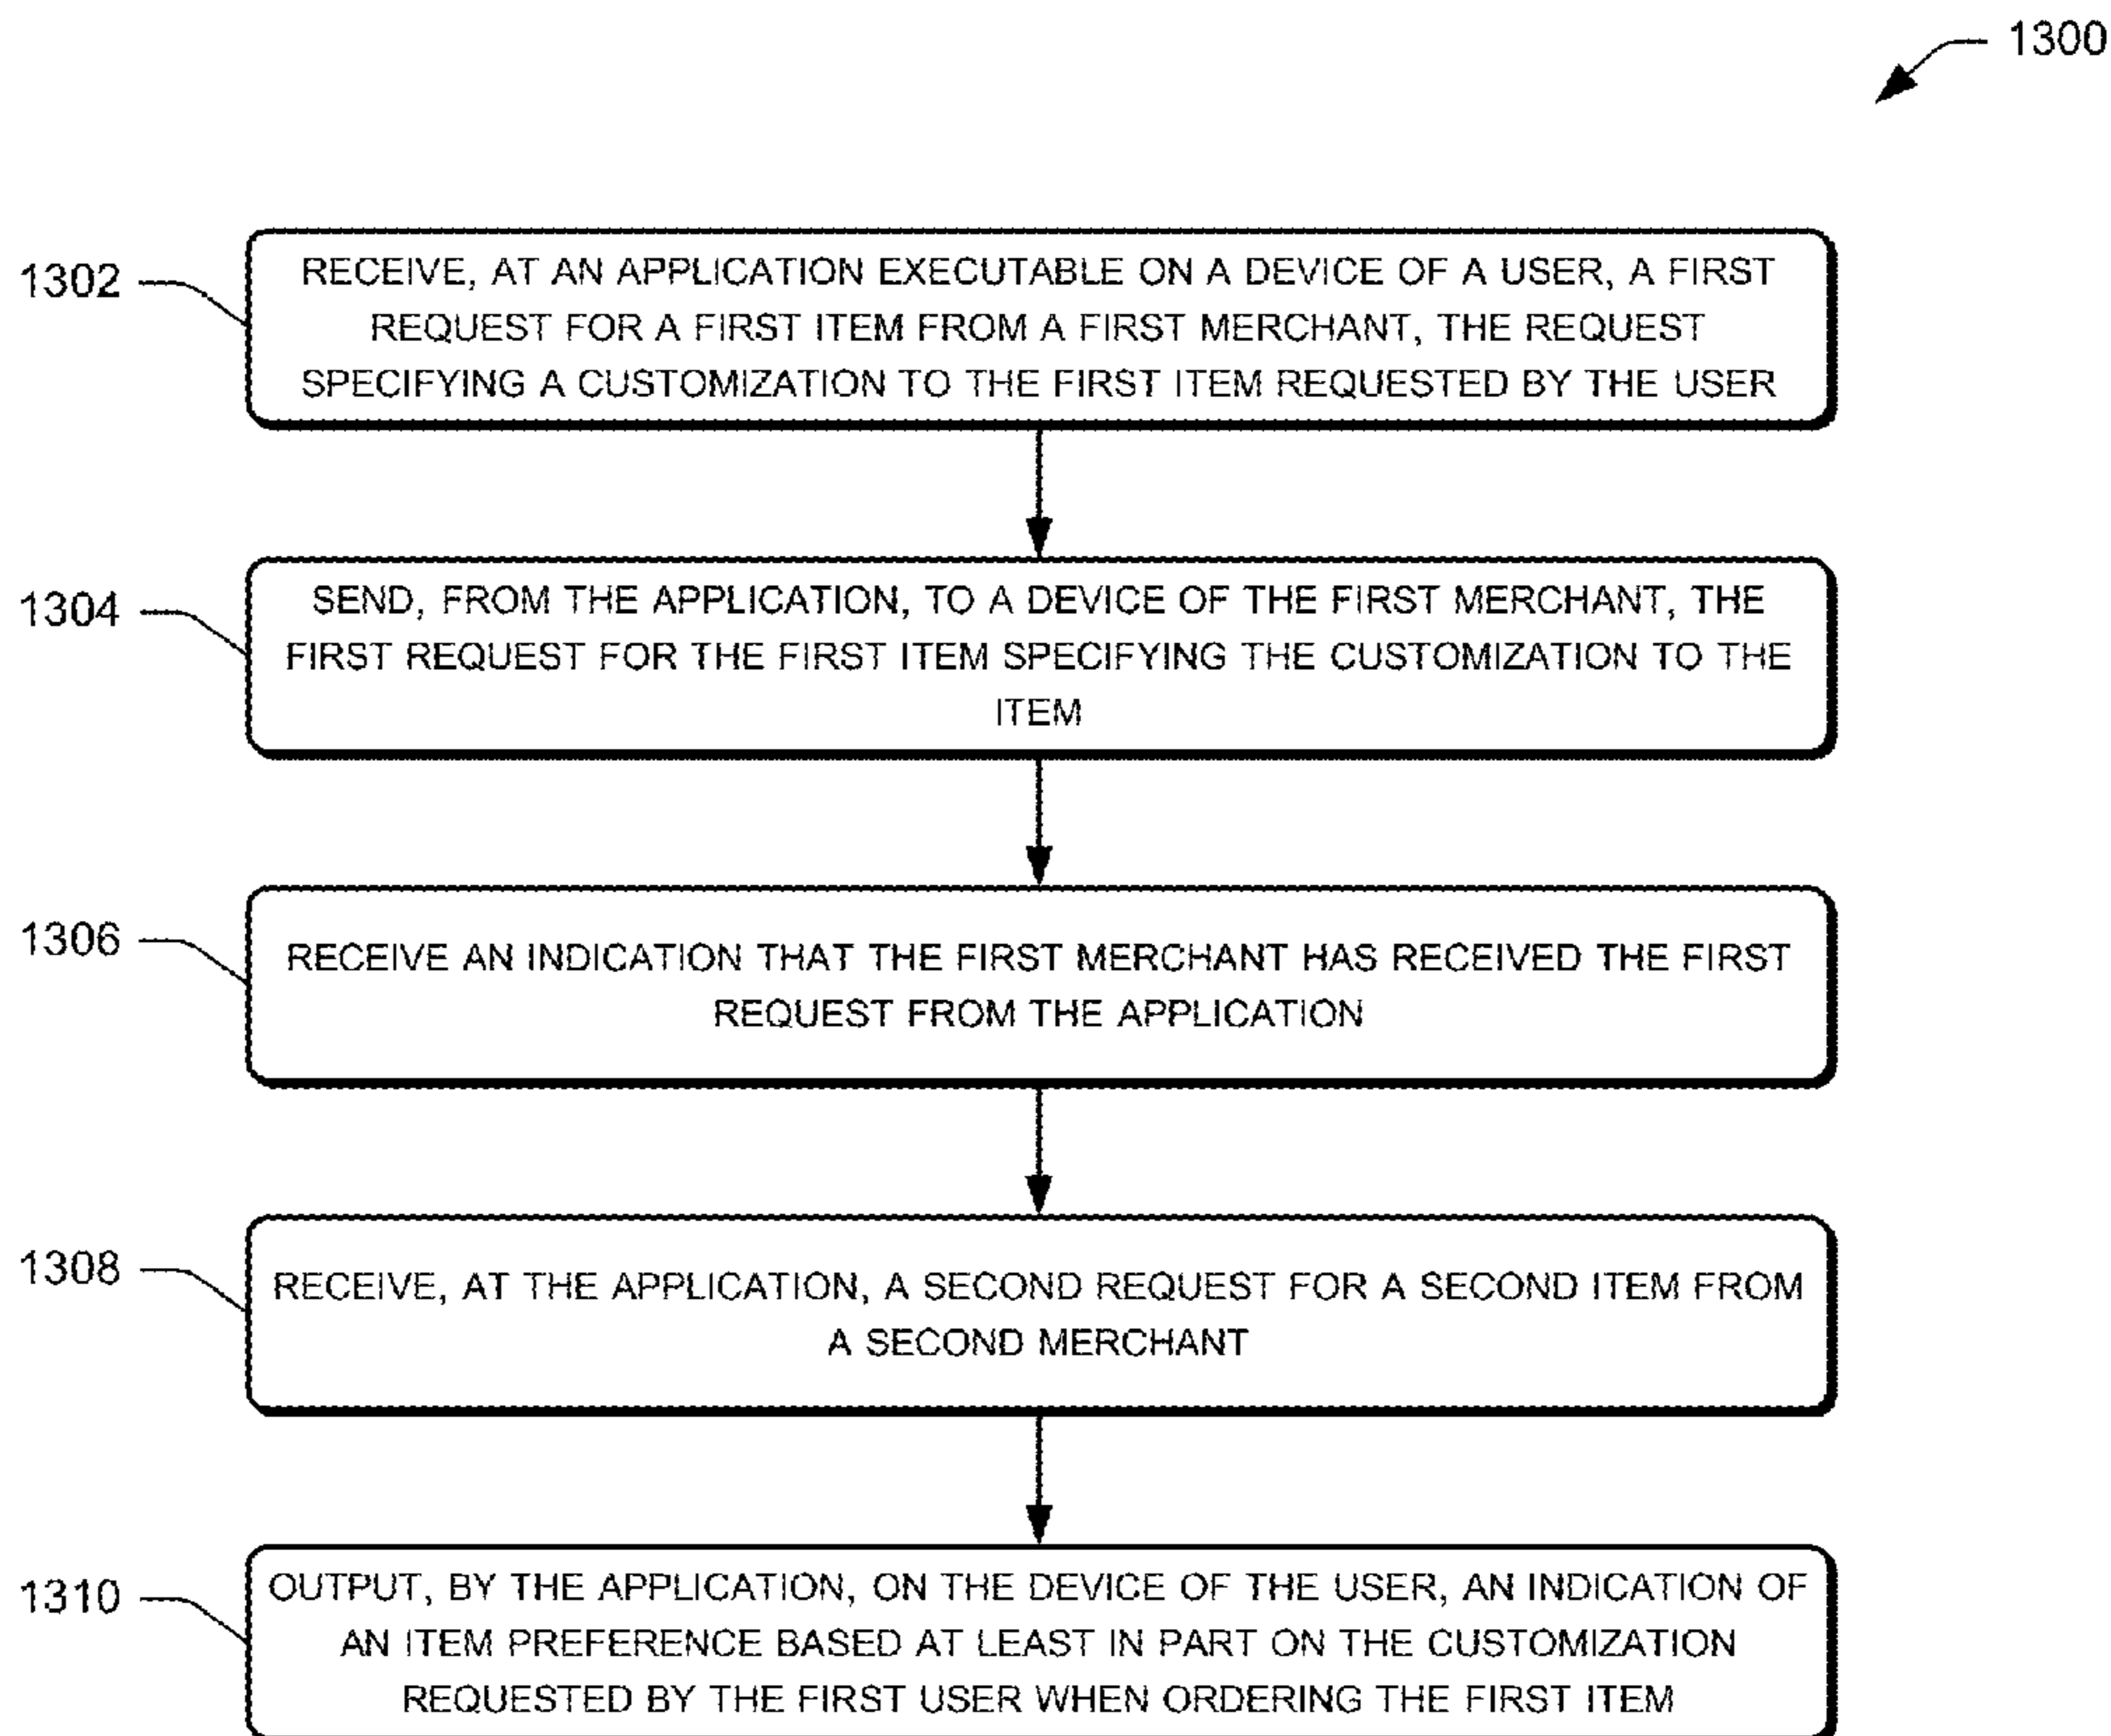 1300
1302
RECEIVE, AT AN APPLICATION EXECUTABLE ON A DEVICE OF A USER, A FIRST
REQUEST FOR A FIRST ITEM FROM A FIRST MERCHANT, THE REQUEST
SPECIFYING A CUSTOMIZATION TO THE FIRST ITEM REQUESTED BY THE USER
1304
SEND, FROM THE APPLICATION, TO A DEVICE OF THE FIRST MERCHANT, THE
FIRST REQUEST FOR THE FIRST ITEM SPECIFYING THE CUSTOMIZATION TO THE
ITEM
1306
RECEIVE AN INDICATION THAT THE FIRST MERCHANT HAS RECEIVED THE FIRST
REQUEST FROM THE APPLICATION
1308
RECEIVE, AT THE APPLICATION, A SECOND REQUEST FOR A SECOND ITEM FROM
A SECOND MERCHANT
1310
OUTPUT, BY THE APPLICATION, ON THE DEVICE OF THE USER, AN INDICATION OF
AN ITEM PREFERENCE BASED AT LEAST IN PART ON THE CUSTOMIZATION
REQUESTED BY THE FIRST USER WHEN ORDERING THE FIRST ITEM